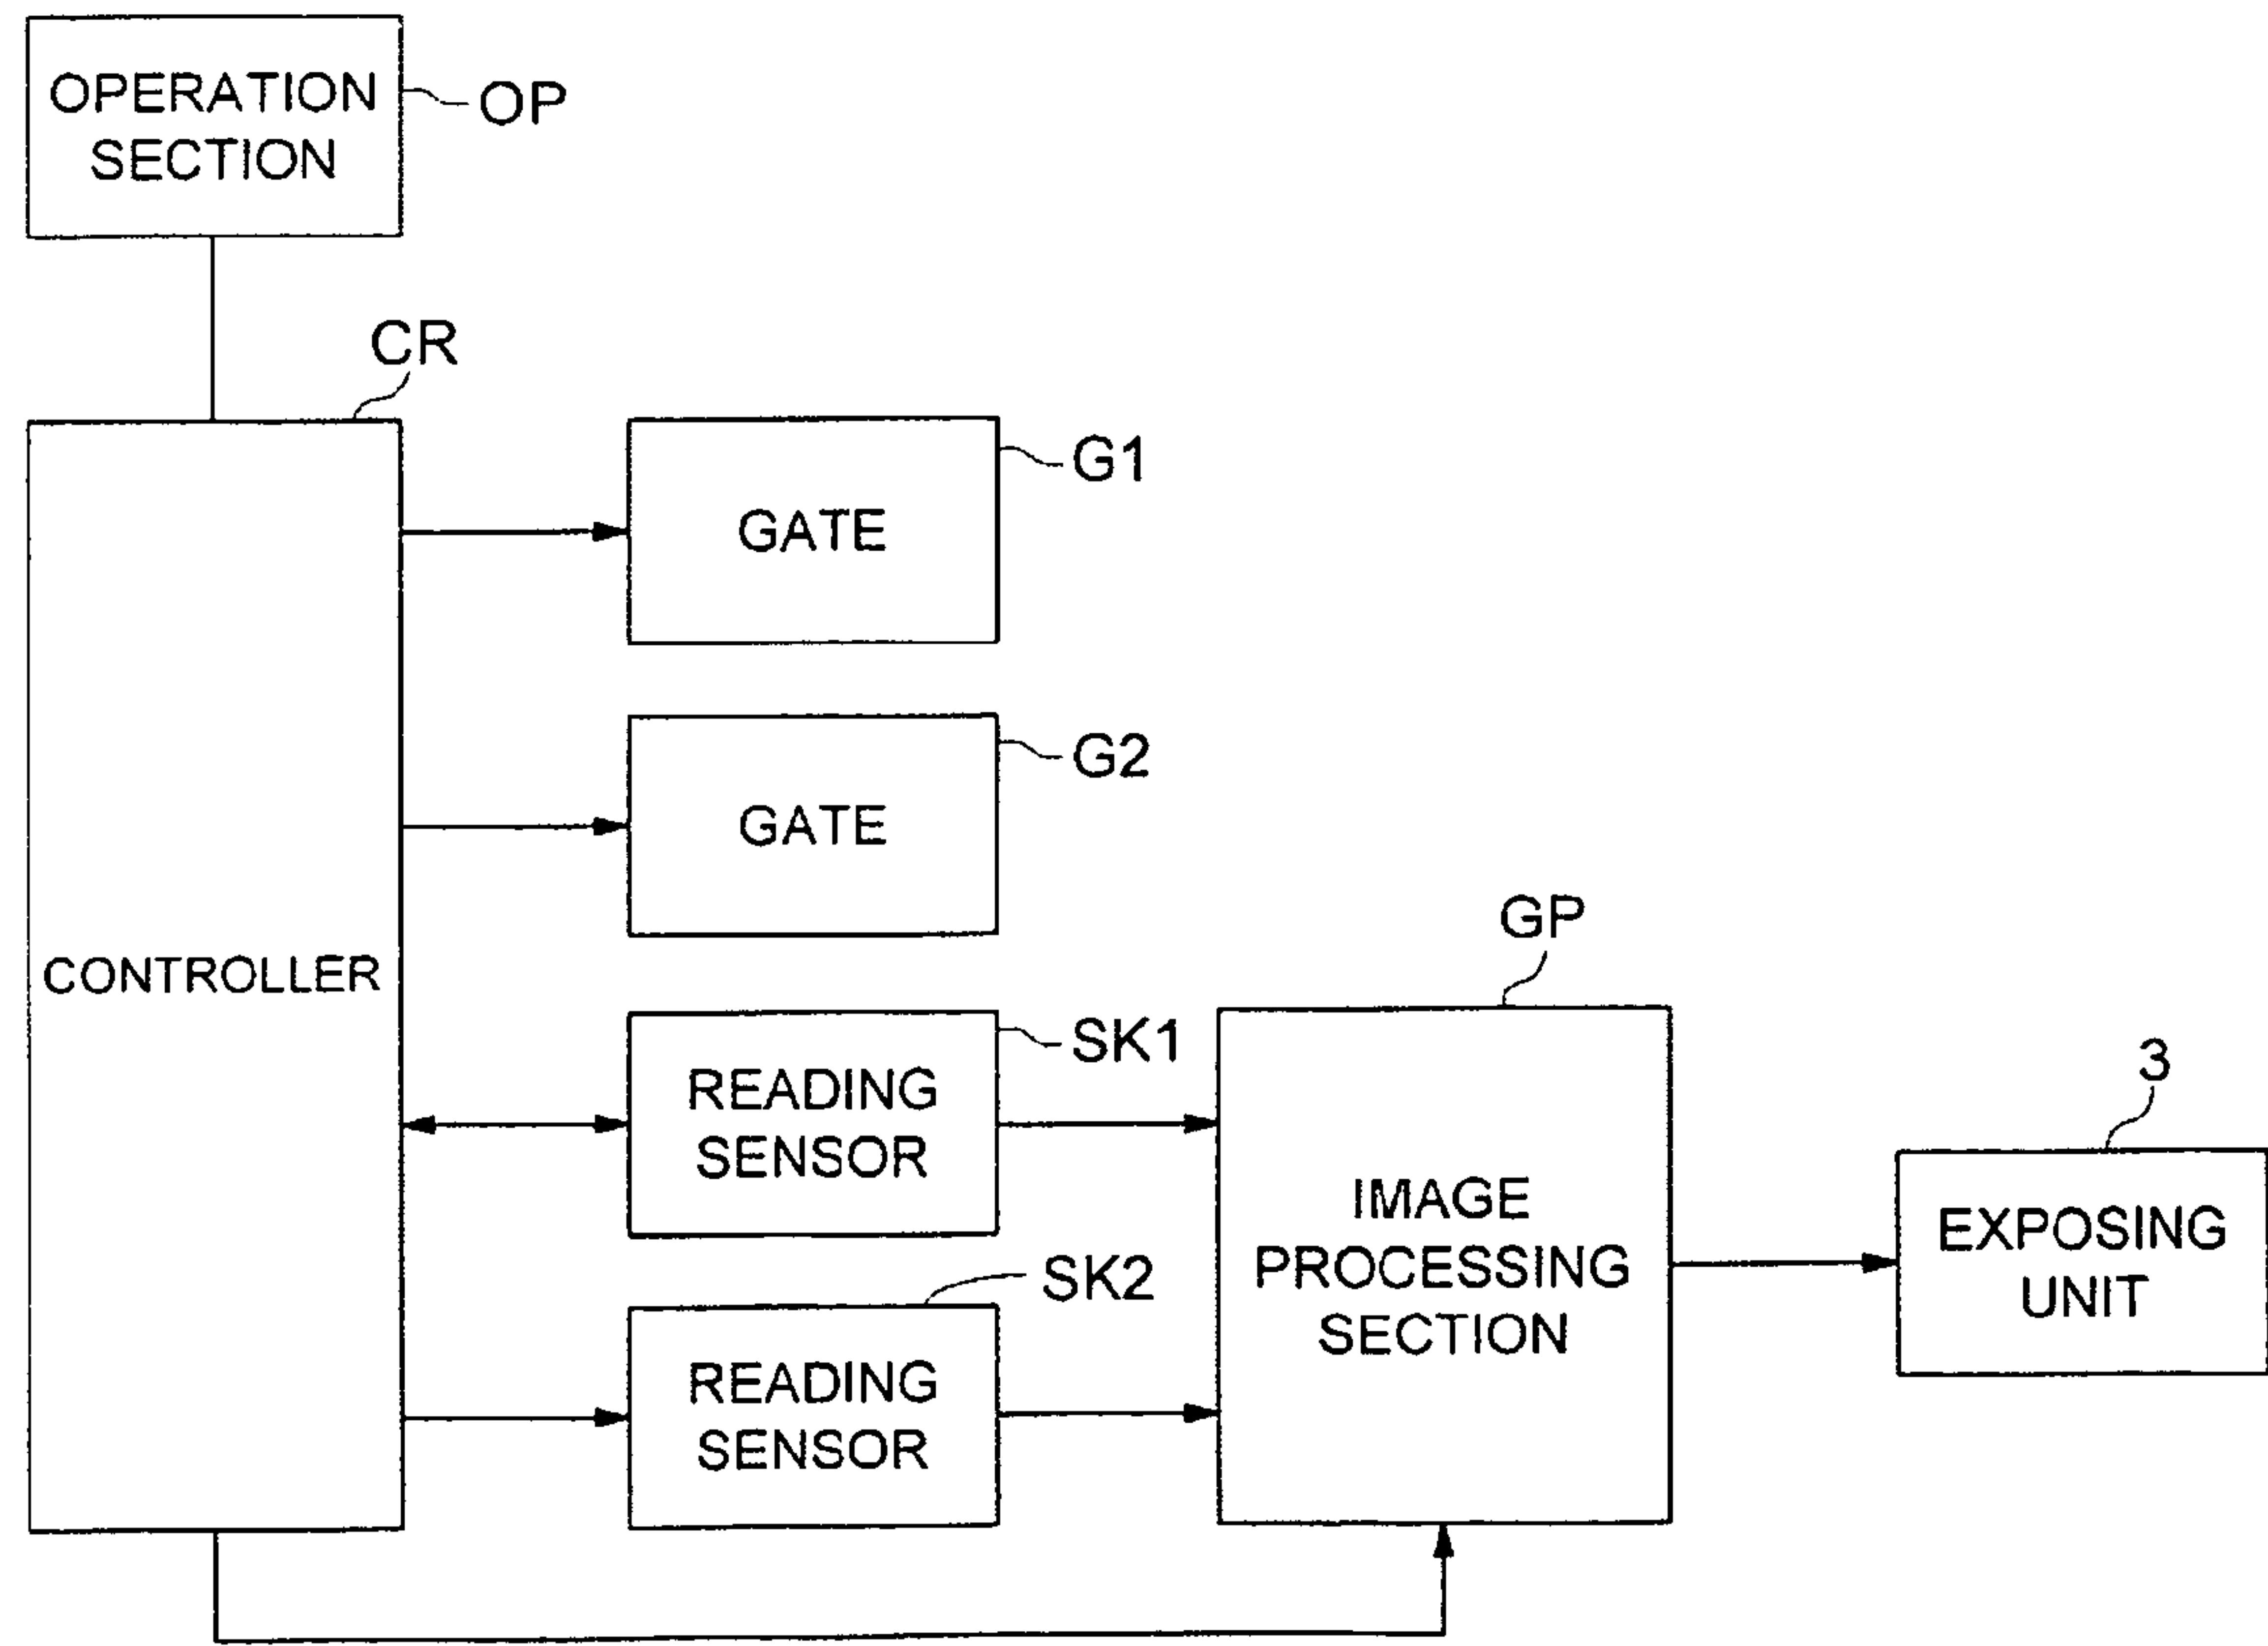 OPERATION
SECTION
OP
CR
GATE
G1
GATE
G2
CONTROLLER
READING
SENSOR
SK1
READING
SENSOR
SK2
GP
IMAGE
PROCESSING
SECTION
3
EXPOSING
UNIT